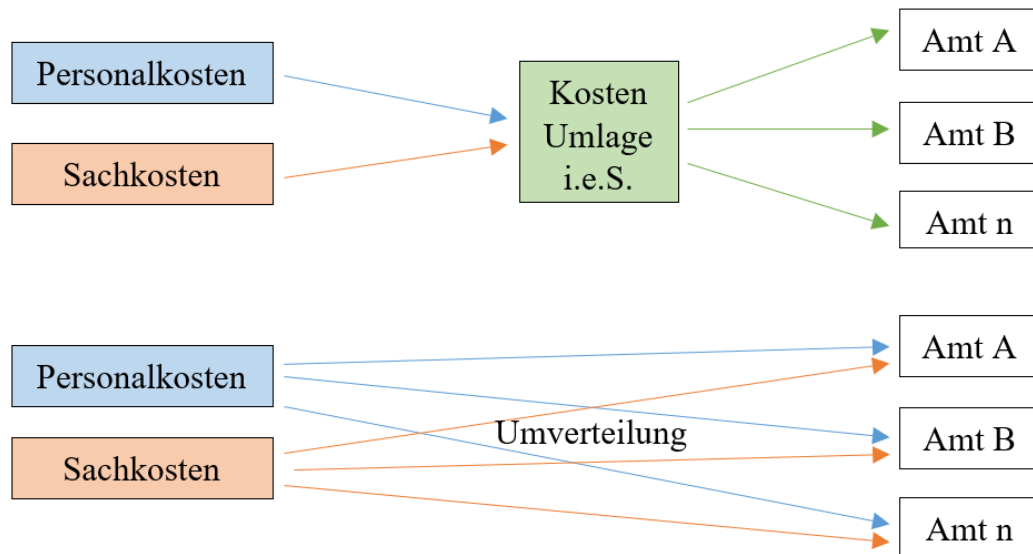 Personalkosten
Sachkosten
Kosten
Umlage
i.e.S.
Amt A
Amt B
Amt n
Personalkosten
Sachkosten
Umverteilung
Amt A
Amt B
Amt n